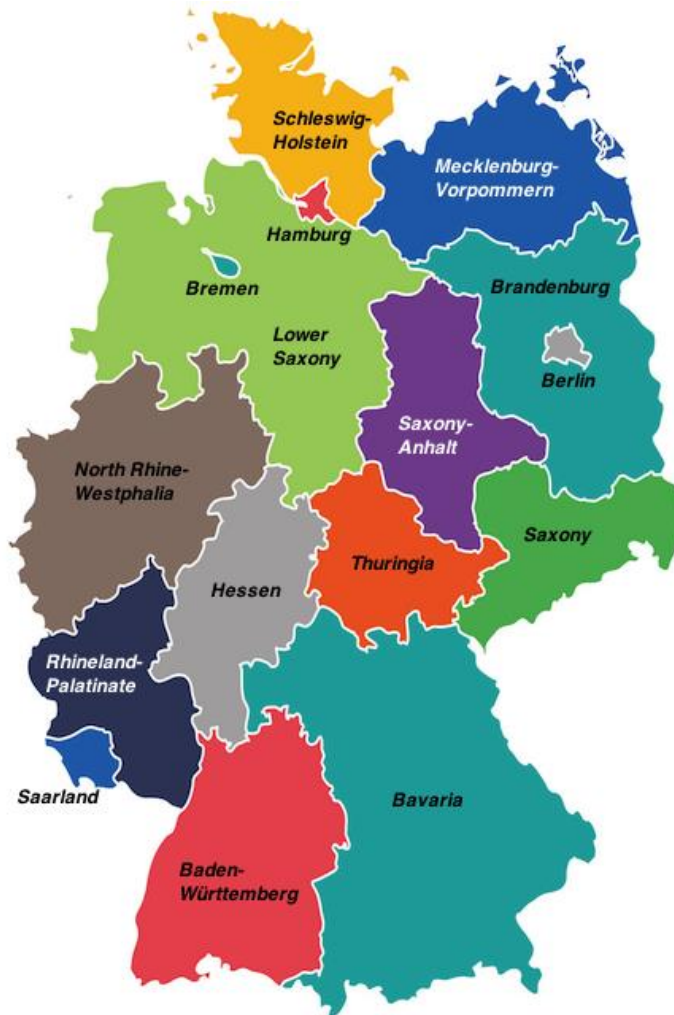 Schleswig-
Holstein
Mecklenburg-
Vorpommern
Hamburg
Bremen
Brandenburg
Lower
Saxony
Berlin
Saxony-
Anhalt
North Rhine-
Westphalia
Saxony
Thuringia
Hessen
Rhineland-
Palatinate
Saarland
Bavaria
Baden-
Württemberg